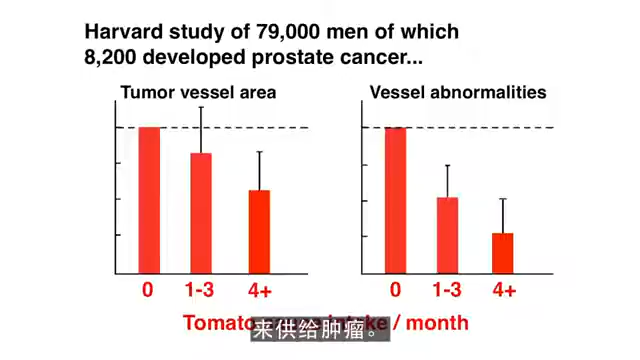 Harvard study of 79,000 men of which
8,200 developed prostate cancer...
Tumor vessel area
Vessel abnormalities
0 1-3 4+
0 1-3 4+
Tomato / month
来供给肿瘤。